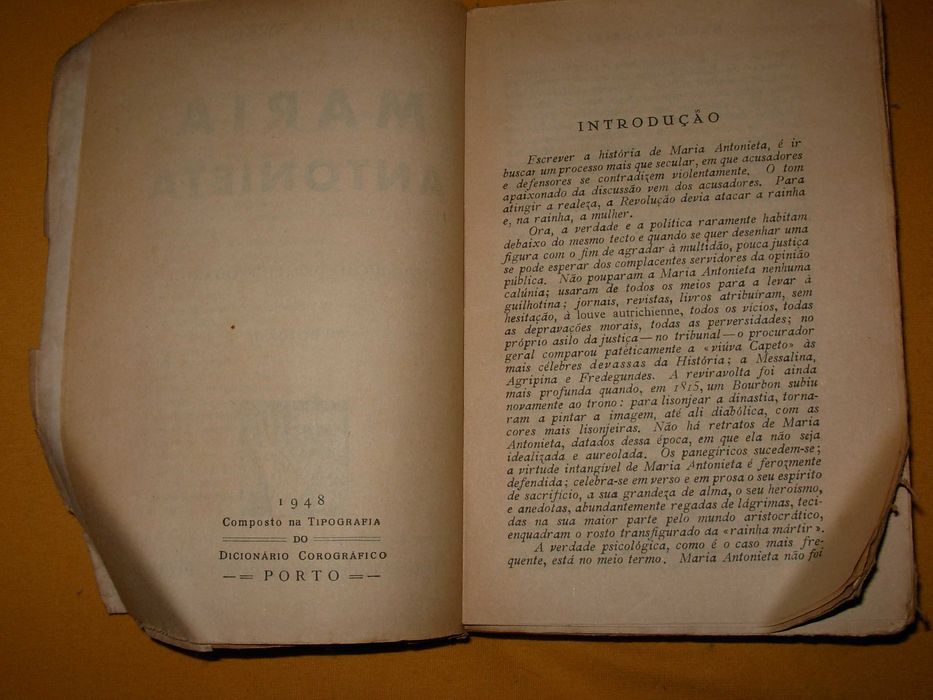 1948
Composto na TIPOGRAFIA
DO
DICIONÁRIO COROGRÁFICO
PORTO
INTRODUÇÃO
Escrever a história de Maria Antonieta, é ir
buscar um processo mais que secular, em que acusadores
e defensores se contradizem violentamente. O tom
apaixonado da discussão vem dos acusadores. Para
atingir a realeza, a Revolução devia atacar a rainha
e, na rainha, a mulher.
Ora, a verdade e a política raramente habitam
debaixo do mesmo tecto e quando se quer desenhar uma
figura com o fim de agradar à multidão, pouca justiça
se pode esperar dos complacentes servidores da opinião
pública. Não pouparam a Maria Antonieta nenhuma
calúnia; usaram de todos os meios para a levar à
guilhotina; jornais, revistas, livros atribuíram, sem
hesitação, à louve autrichienne, todos os vícios, todas
as depravações morais, todas as perversidades; no
próprio asilo da justiça—no tribunal—o procurador
geral comparou patèticamente a «viúva Capeto» às
mais célebres devassas da História; a Messalina,
Agripina e Fredegundes. A reviravolta foi ainda
mais profunda quando, em 1815, um Bourbon subiu
novamente ao trono: para lisonjear a dinastia, torna-
ram a pintar a imagem, até ali diabólica, com as
cores mais lisonjeiras. Não há retratos de Maria
Antonieta, datados dessa época, em que ela não seja
idealizada e aureolada. Os panegíricos sucedem-se;
a virtude intangível de Maria Antonieta é ferozmente
defendida; celebra-se em verso e em prosa o seu espírito
de sacrifício, a sua grandeza de alma, o seu heroísmo,
e anedotas, abundantemente regadas de lágrimas, teci-
das na sua maior parte pelo mundo aristocrático,
enquadram o rosto transfigurado da «rainha mártir».
A verdade psicológica, como é o caso mais fre-
quente, está no meio termo. Maria Antonieta não foi